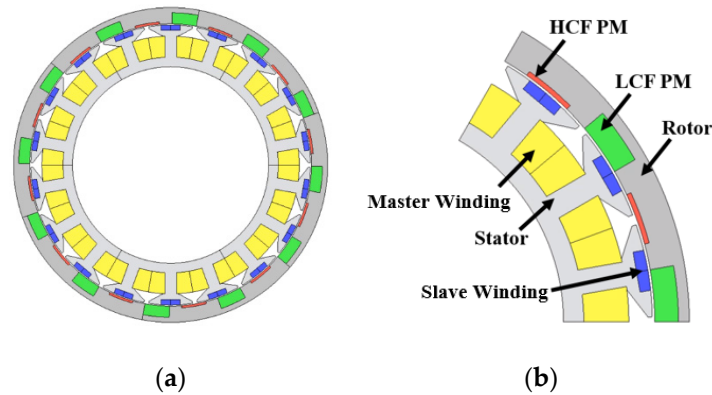 HCF PM
LCF PM
Rotor
Master Winding
Stator
Slave Winding
(a)
(b)